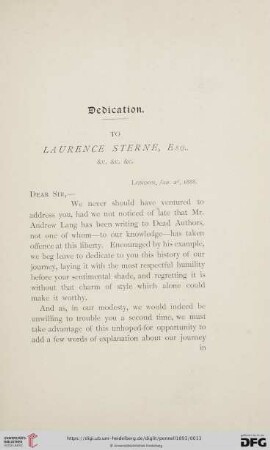 Dedication.
TO
LAURENCE STERNE, Esq.
&c. &c. &c.
DEAR SIR,—
We never should have ventured to
address you, had we not noticed of late that Mr.
Andrew Lang has been writing to Dead Authors,
not one of whom—to our knowledge—has taken
offence at this liberty. Encouraged by his example,
we beg leave to dedicate to you this history of our
journey, laying it with the most respectful humility
before your sentimental shade, and regretting it is
without that charm of style which alone could
make it worthy.
And as, in our modesty, we would indeed be
unwilling to trouble you a second time, we must
take advantage of this unhoped-for opportunity to
add a few words of explanation about our journey
in
UNIVERSITÄTS-
BIBLIOTHEK
HEIDELBERG
DFG